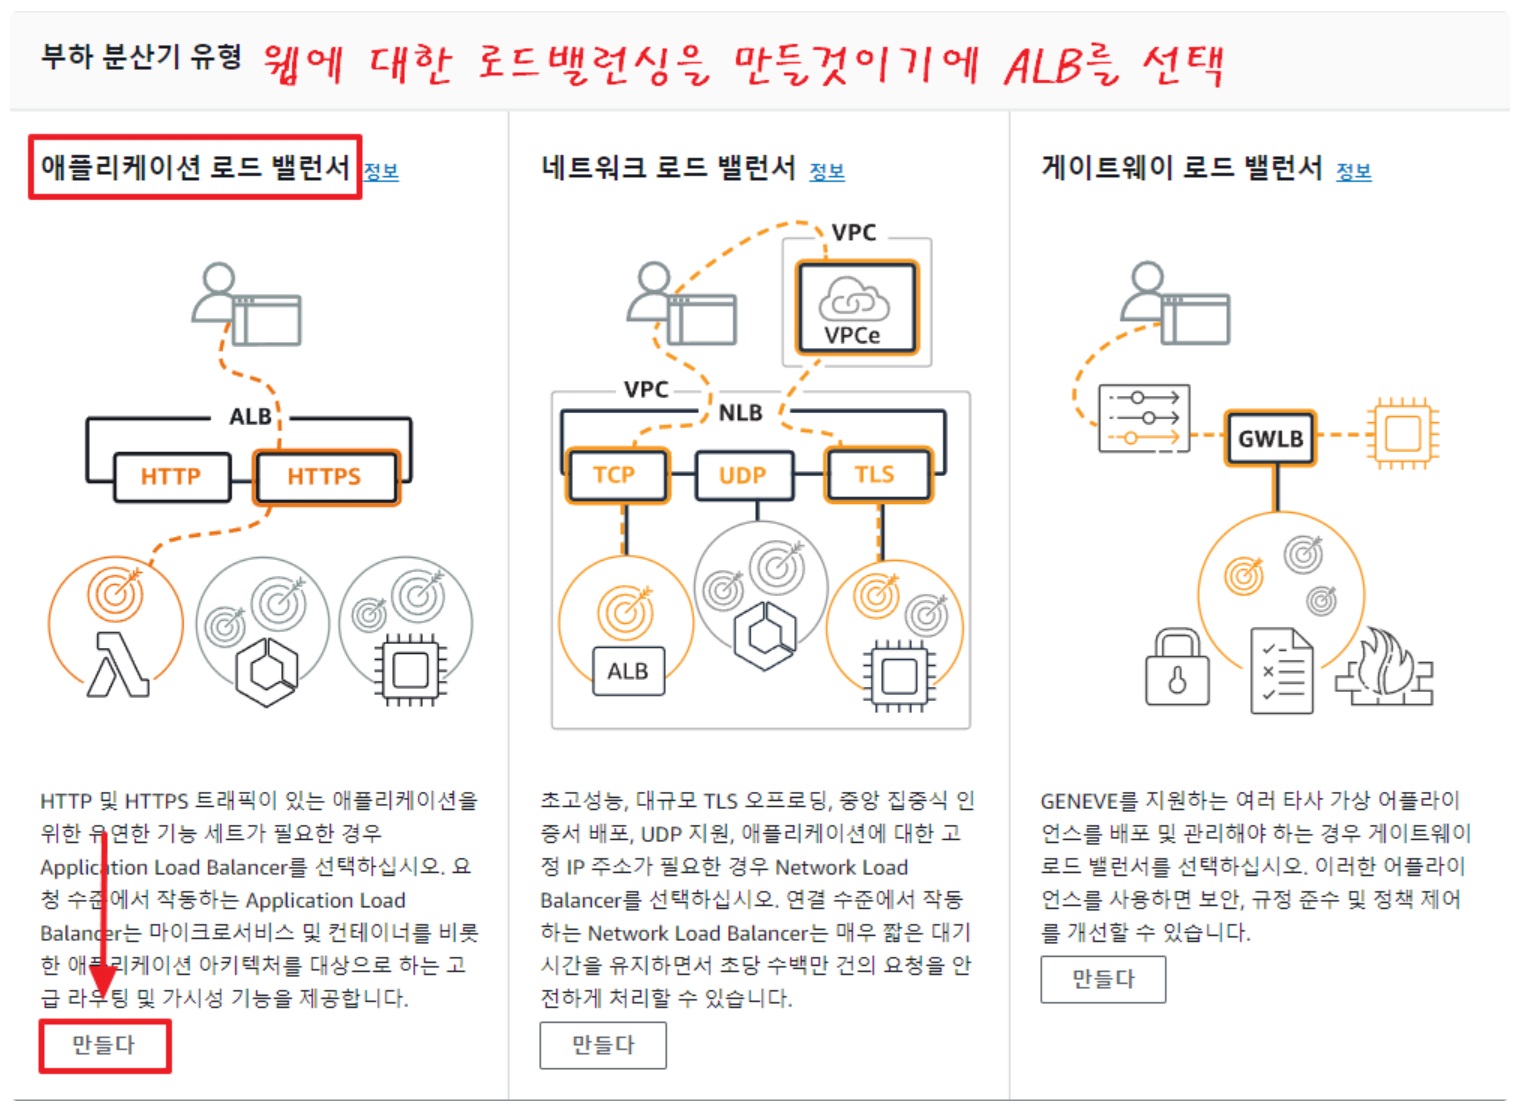 부하 분산기 유형 웹에 대한 로드밸런싱을 만들것이기에 ALB를 선택
애플리케이션 로드 밸런서 정보
ALB
HTTP HTTPS
HTTP 및 HTTPS 트래픽이 있는 애플리케이션을
위한 유연한 기능 세트가 필요한 경우
Application Load Balancer를 선택하십시오. 요
청 수준에서 작동하는 Application Load
Balancer는 마이크로서비스 및 컨테이너를 비롯
한 애플리케이션 아키텍처를 대상으로 하는 고
급 라우팅 및 가시성 기능을 제공합니다.
만들다
네트워크 로드 밸런서 정보
VPC
VPCe
VPC
NLB
TCP UDP TLS
ALB
초고성능, 대규모 TLS 오프로딩, 중앙 집중식 인
증서 배포, UDP 지원, 애플리케이션에 대한 고
정 IP 주소가 필요한 경우 Network Load
Balancer를 선택하십시오. 연결 수준에서 작동
하는 Network Load Balancer는 매우 짧은 대기
시간을 유지하면서 초당 수백만 건의 요청을 안
전하게 처리할 수 있습니다.
만들다
게이트웨이 로드 밸런서 정보
GWLB
GENEVE를 지원하는 여러 타사 가상 어플라이
언스를 배포 및 관리해야 하는 경우 게이트웨이
로드 밸런서를 선택하십시오. 이러한 어플라이
언스를 사용하면 보안, 규정 준수 및 정책 제어
를 개선할 수 있습니다.
만들다